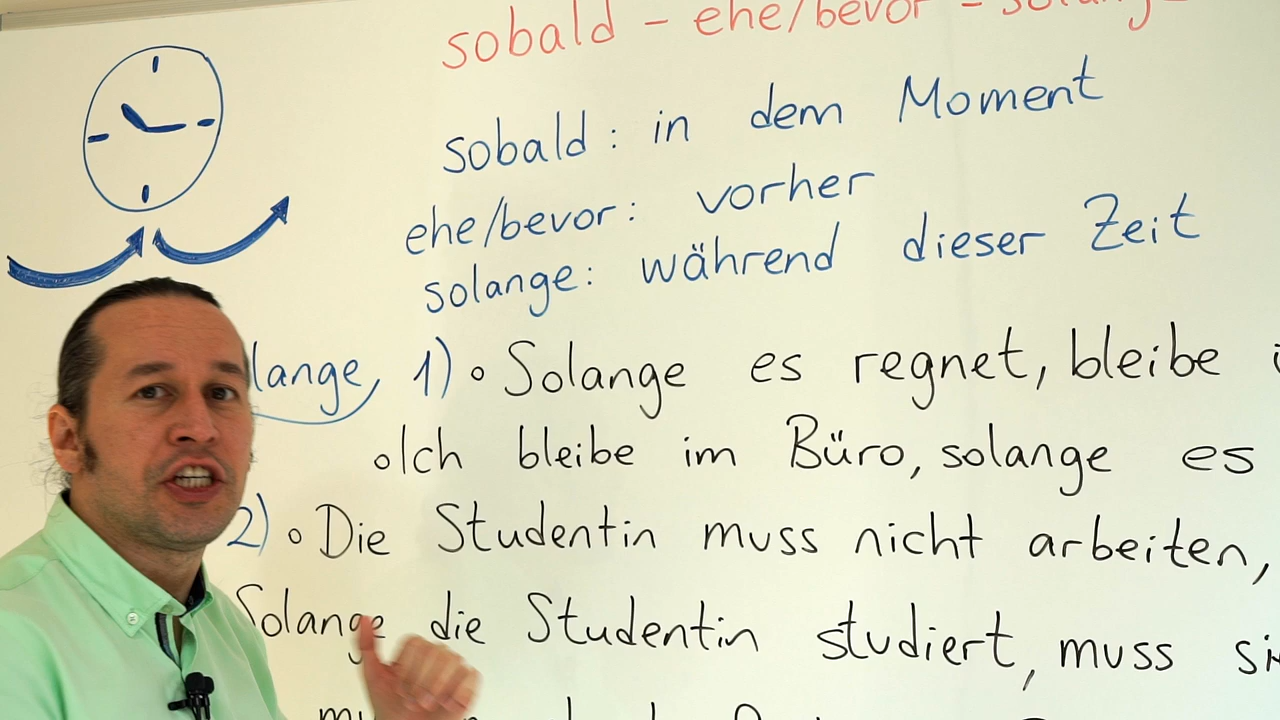 sobald - ehe/bevor - solange
sobald: in dem Moment
ehe/bevor: vorher
solange: während dieser Zeit
lange, 1) Solange es regnet, bleibe
Ich bleibe im Büro, solange es
2) Die Studentin muss nicht arbeiten,
Solange die Studentin studiert, muss